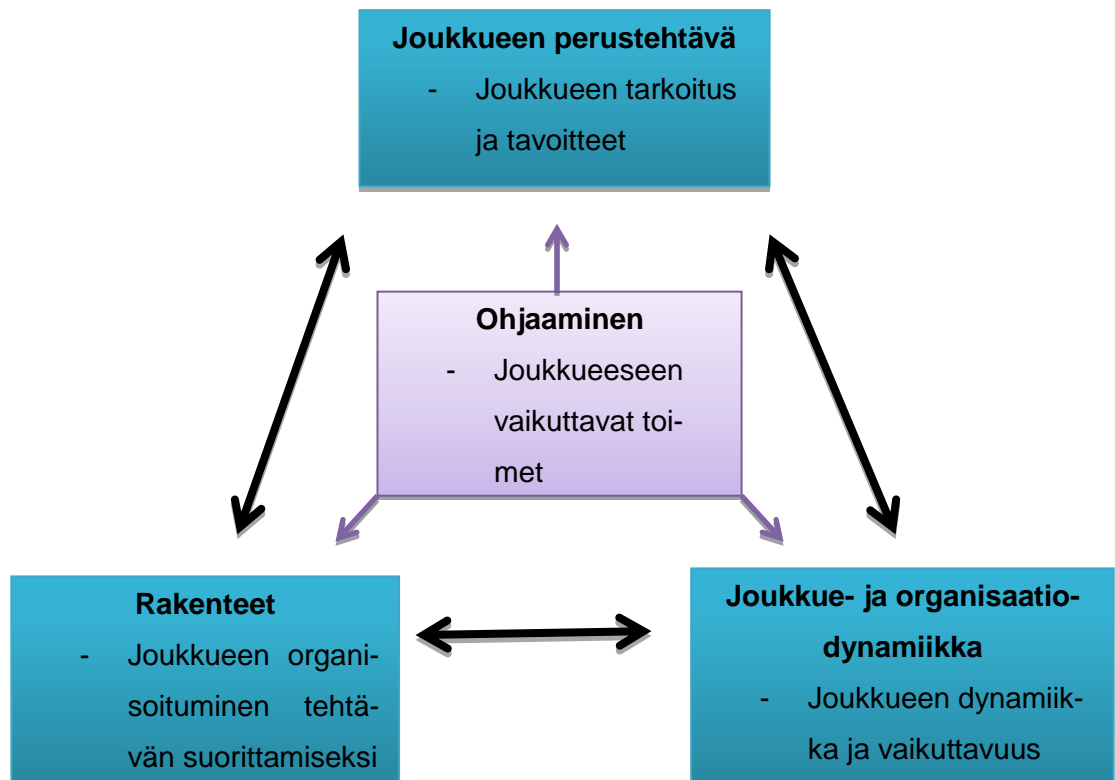 Joukkueen perustehtävä
- Joukkueen tarkoitus
ja tavoitteet
Ohjaaminen
- Joukkueeseen
vaikuttavat toi-
met
Rakenteet
- Joukkueen organi-
soituminen tehtä-
vän suorittamiseksi
Joukkue- ja organisaatio-
dynamiikka
- Joukkueen dynamiik-
ka ja vaikuttavuus